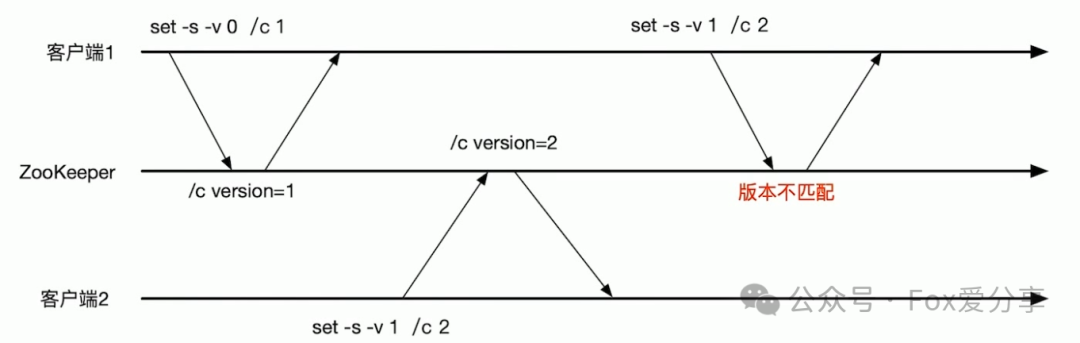 set -s -v 0 /c 1
set -s -v 1 /c 2
客户端1
/c version=2
ZooKeeper
/c version=1
版本不匹配
客户端2
公众号·Fox爱分享
set -s -v 1 /c 2